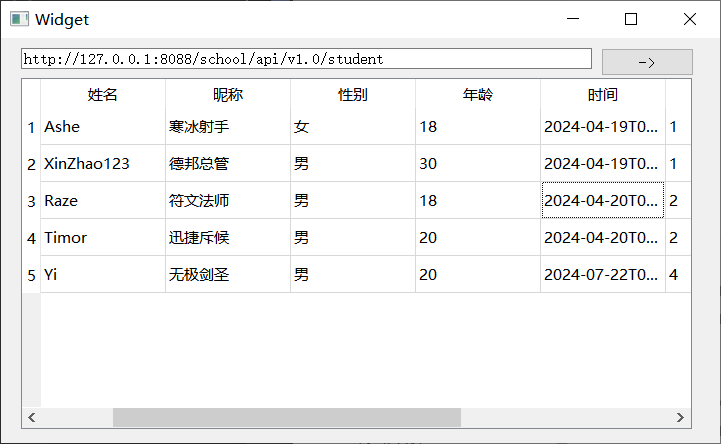 Widget
http://127.0.0.1:8088/school/api/v1.0/student
->
姓名 昵称 性别 年龄 时间
1 Ashe 寒冰射手 女 18 2024-04-19T0... 1
2 XinZhao123 德邦总管 男 30 2024-04-19T0... 1
3 Raze 符文法师 男 18 2024-04-20T0... 2
4 Timor 迅捷斥候 男 20 2024-04-20T0... 2
5 Yi 无极剑圣 男 20 2024-07-22T0... 4